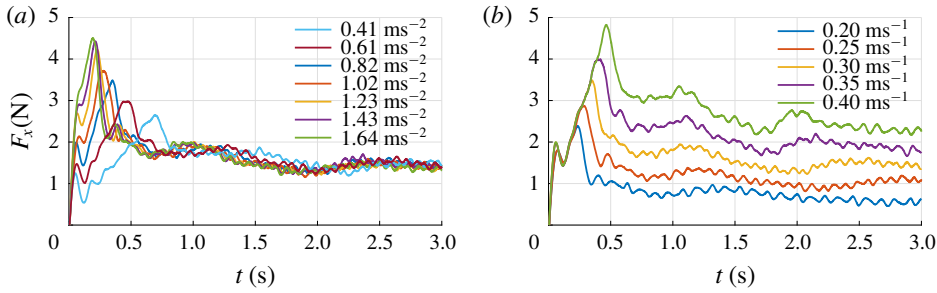 (a)
5
4
3
2
1
0
F_x(N)
0.41 ms⁻²
0.61 ms⁻²
0.82 ms⁻²
1.02 ms⁻²
1.23 ms⁻²
1.43 ms⁻²
1.64 ms⁻²
0.5 1.0 1.5 2.0 2.5 3.0
t (s)
(b)
5
4
3
2
1
0
0.20 ms⁻¹
0.25 ms⁻¹
0.30 ms⁻¹
0.35 ms⁻¹
0.40 ms⁻¹
0.5 1.0 1.5 2.0 2.5 3.0
t (s)